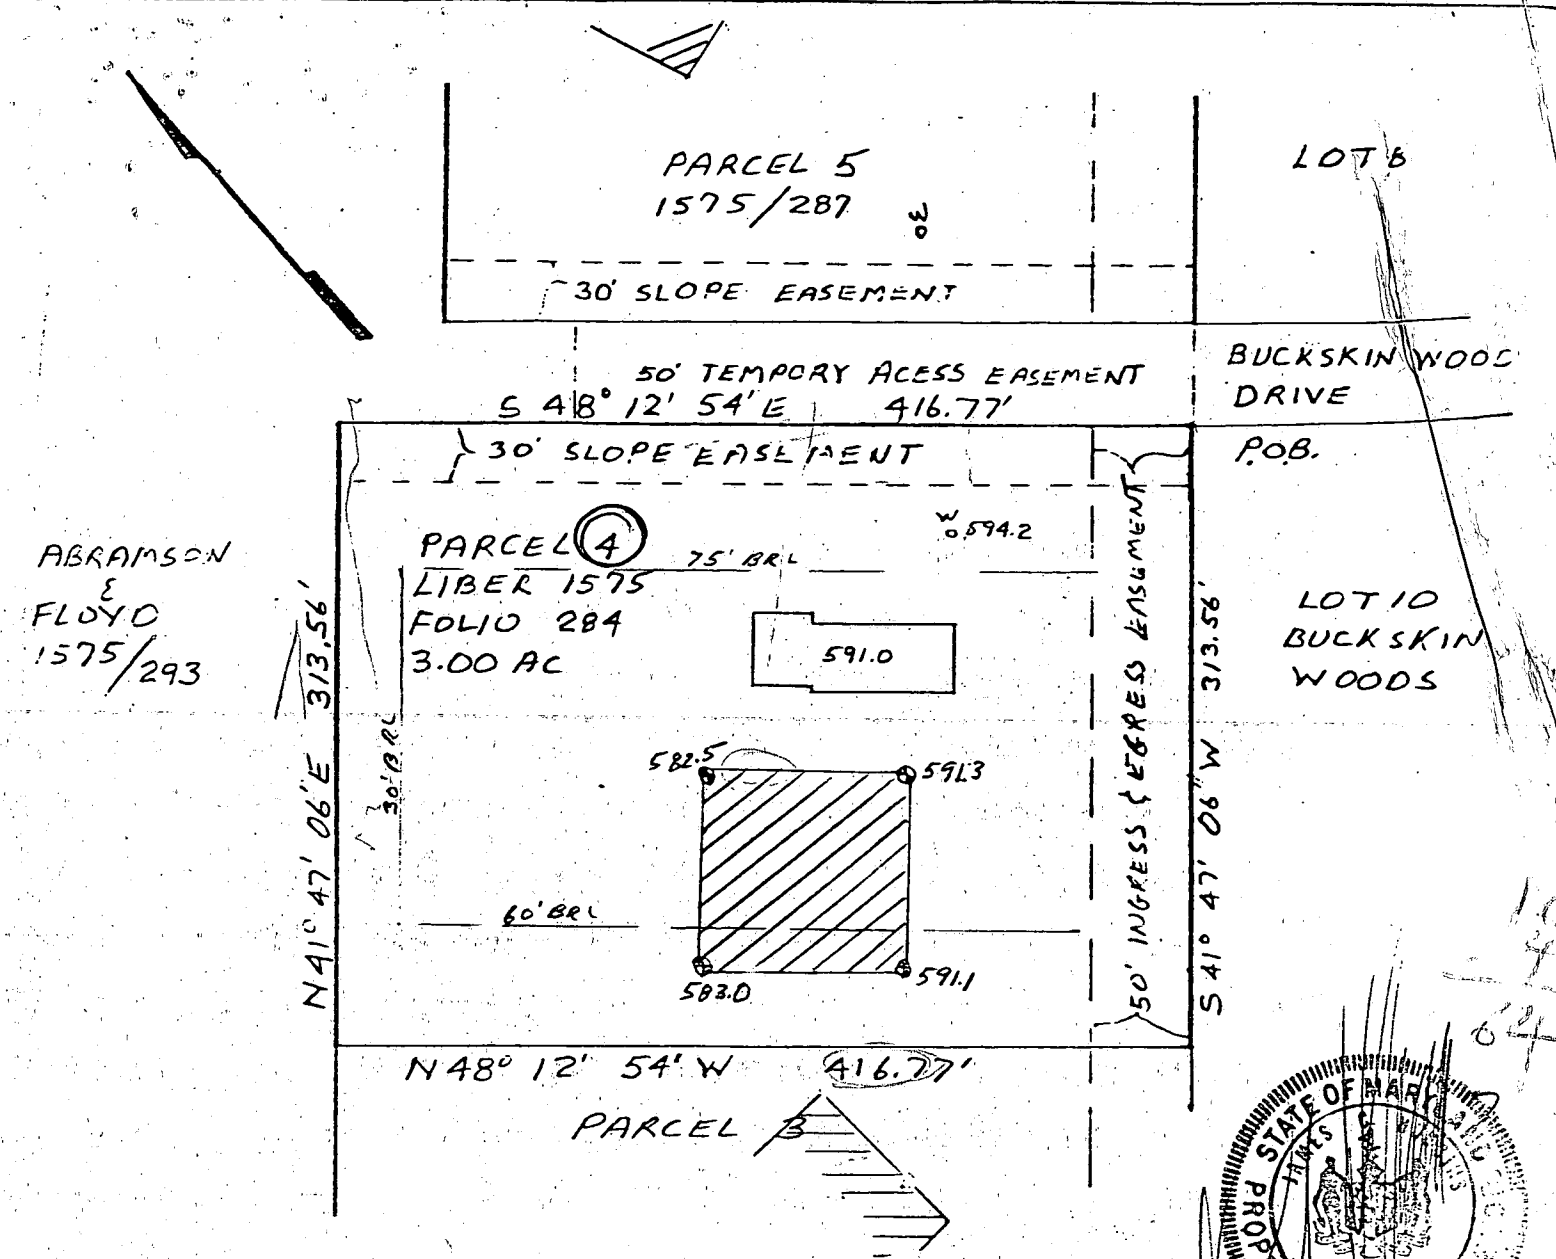 PARCEL 5
1575/287
30
LOT 8
30' SLOPE EASEMENT
50' TEMPORY ACESS EASEMENT
S 48° 12' 54' E 416.77'
BUCKSKIN WOOD
DRIVE
30' SLOPE EASEMENT
P.O.B.
W 594.2
PARCEL 4
75' BRL
LIBER 1575
FOLIO 284
3.00 AC
591.0
ABRAMSON
&
FLOYD
1575/293
LOT 10
BUCKSKIN
WOODS
N 41° 47' 06' E 313.56'
30' BRL
50' INGRESS & EGRESS EASEMENT
S 41° 47' 06" W 313.56'
582.5
591.3
60' BRL
583.0
591.1
N 48° 12' 54' W 416.77'
PARCEL 3
STATE OF MARYLAND
JAMES
PROP